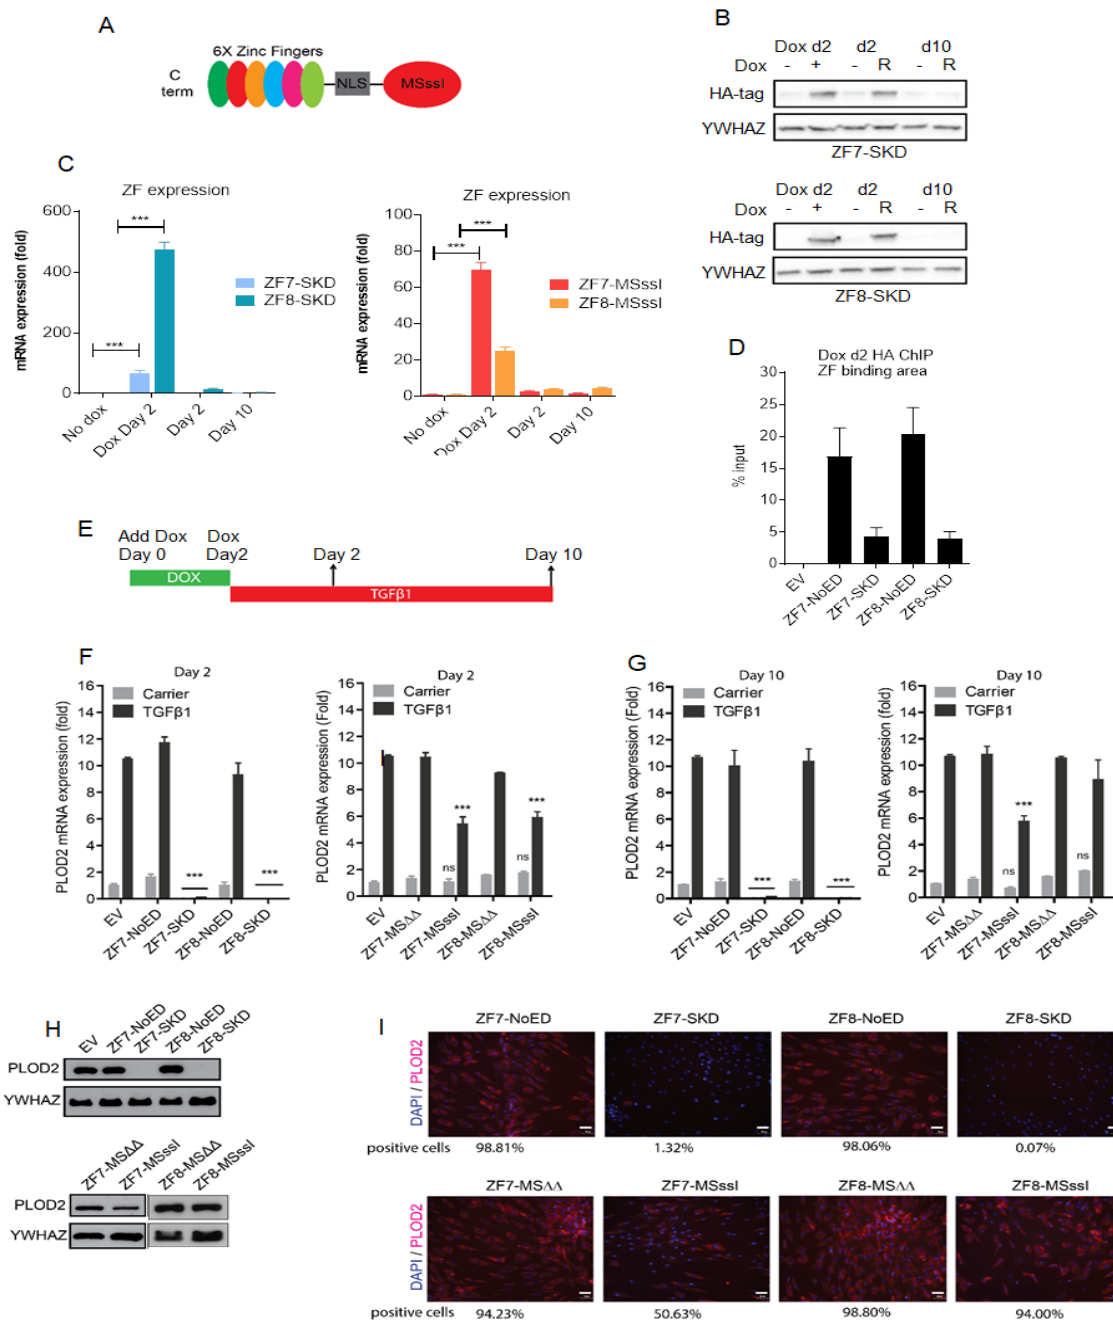 A
6X Zinc Fingers
C
term
NLS
MSssI
B
Dox d2 d2 d10
Dox - + - R - R
HA-tag
YWHAZ
ZF7-SKD
Dox d2 d2 d10
Dox - + - R - R
HA-tag
YWHAZ
ZF8-SKD
C
ZF expression
mRNA expression (fold)
600
400
200
0
***
***
ZF7-SKD
ZF8-SKD
No dox
Dox Day 2
Day 2
Day 10
ZF expression
mRNA expression (fold)
100
80
60
40
20
0
***
***
ZF7-MSssI
ZF8-MSssI
No dox
Dox Day 2
Day 2
Day 10
D
Dox d2 HA ChIP
ZF binding area
% input
30
25
20
15
10
5
0
EV
ZF7-NoED
ZF7-SKD
ZF8-NoED
ZF8-SKD
E
Add Dox Dox
Day 0 Day2 Day 2 Day 10
DOX
TGFβ1
F
Day 2
Carrier
TGFβ1
PLOD2 mRNA expression (fold)
16
14
12
10
8
6
4
2
0
*** ***
EV
ZF7-NoED
ZF7-SKD
ZF8-NoED
ZF8-SKD
Day 2
Carrier
TGFβ1
PLOD2 mRNA expression (Fold)
16
14
12
10
8
6
4
2
0
*** ***
ns ns
EV
ZF7-MSΔΔ
ZF7-MSssI
ZF8-MSΔΔ
ZF8-MSssI
G
Day 10
Carrier
TGFβ1
PLOD2 mRNA expression (Fold)
16
14
12
10
8
6
4
2
0
*** ***
EV
ZF7-NoED
ZF7-SKD
ZF8-NoED
ZF8-SKD
Day 10
Carrier
TGFβ1
PLOD2 mRNA expression (fold)
16
14
12
10
8
6
4
2
0
***
ns ns
EV
ZF7-MSΔΔ
ZF7-MSssI
ZF8-MSΔΔ
ZF8-MSssI
H
EV ZF7-NoED ZF7-SKD ZF8-NoED ZF8-SKD
PLOD2
YWHAZ
ZF7-MSΔΔ ZF7-MSssI ZF8-MSΔΔ ZF8-MSssI
PLOD2
YWHAZ
I
ZF7-NoED ZF7-SKD ZF8-NoED ZF8-SKD
DAPI / PLOD2
positive cells 98.81% 1.32% 98.06% 0.07%
ZF7-MSΔΔ ZF7-MSssI ZF8-MSΔΔ ZF8-MSssI
DAPI / PLOD2
positive cells 94.23% 50.63% 98.80% 94.00%